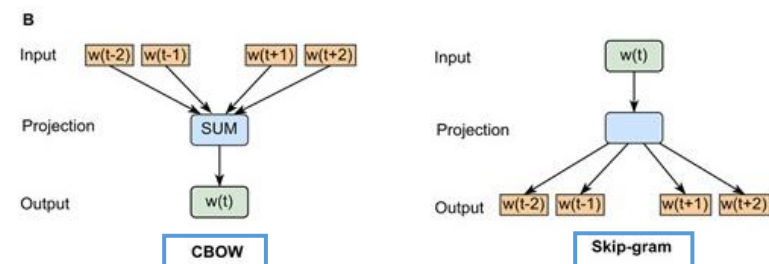 B
Input w(t-2) w(t-1) w(t+1) w(t+2)
Projection SUM
Output w(t)
CBOW
Input w(t)
Projection
Output w(t-2) w(t-1) w(t+1) w(t+2)
Skip-gram